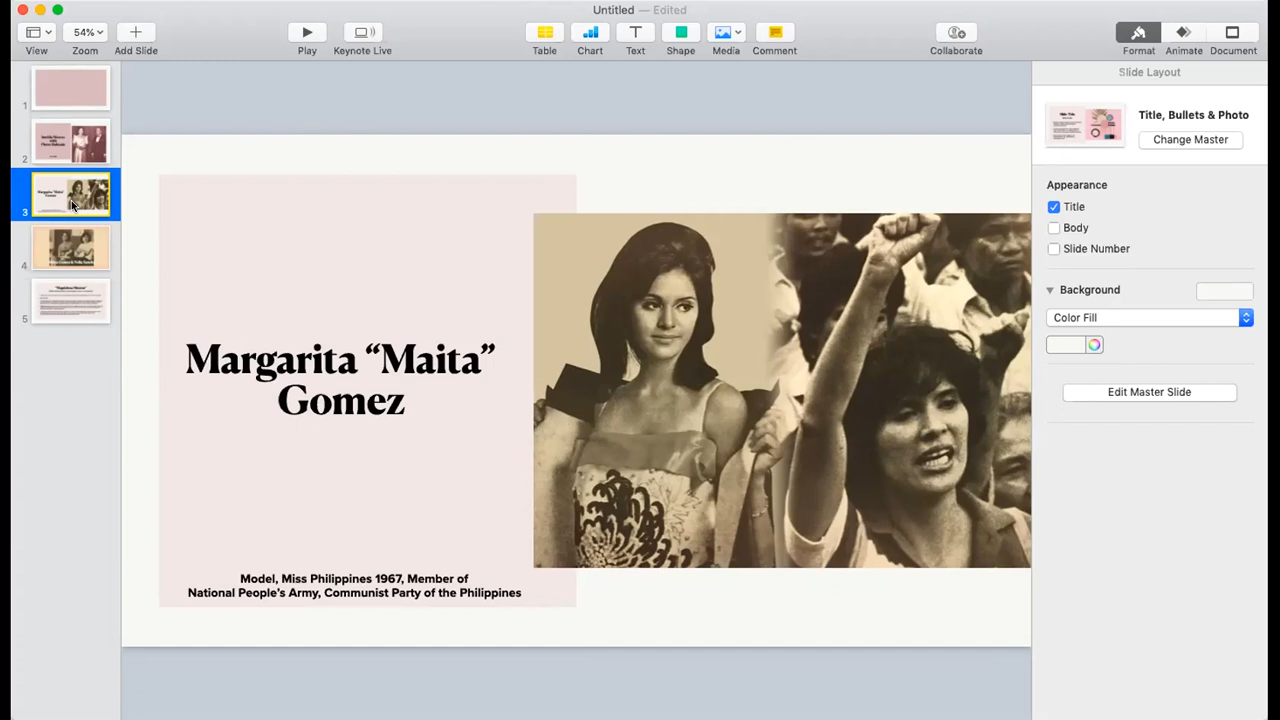 Untitled — Edited
View
54%
Zoom
Add Slide
Play
Keynote Live
Table
Chart
Text
Shape
Media
Comment
Collaborate
Format
Animate
Document
1
2
3
4
5
Margarita “Maita”
Gomez
Model, Miss Philippines 1967, Member of
National People’s Army, Communist Party of the Philippines
Slide Layout
Title, Bullets & Photo
Change Master
Appearance
Title
Body
Slide Number
Background
Color Fill
Edit Master Slide